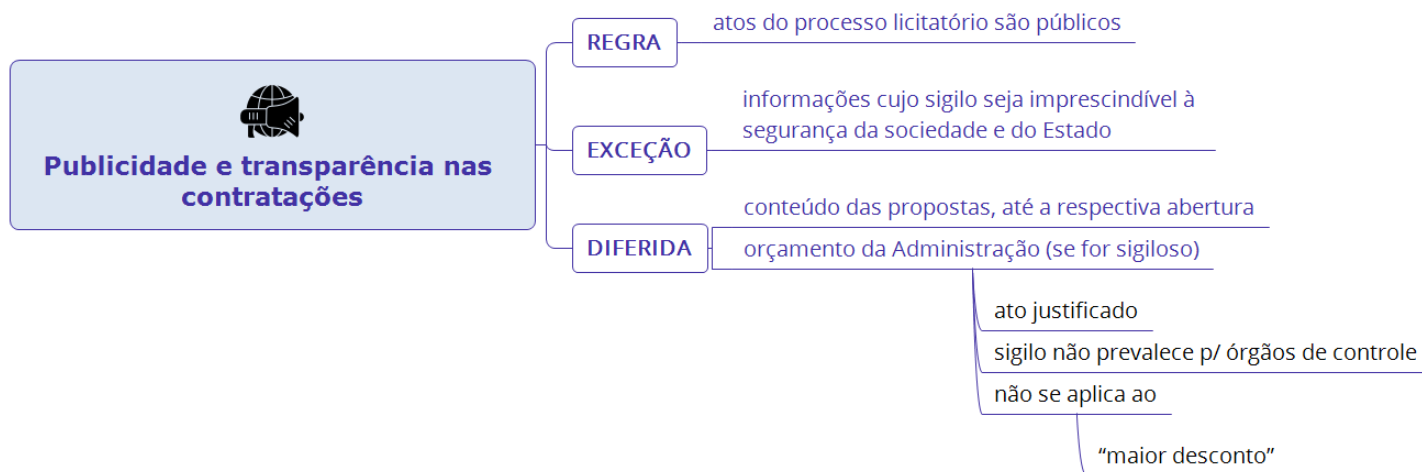 Publicidade e transparência nas
contratações
REGRA
atos do processo licitatório são públicos
EXCEÇÃO
informações cujo sigilo seja imprescindível à
segurança da sociedade e do Estado
DIFERIDA
conteúdo das propostas, até a respectiva abertura
orçamento da Administração (se for sigiloso)
ato justificado
sigilo não prevalece p/ órgãos de controle
não se aplica ao
“maior desconto”